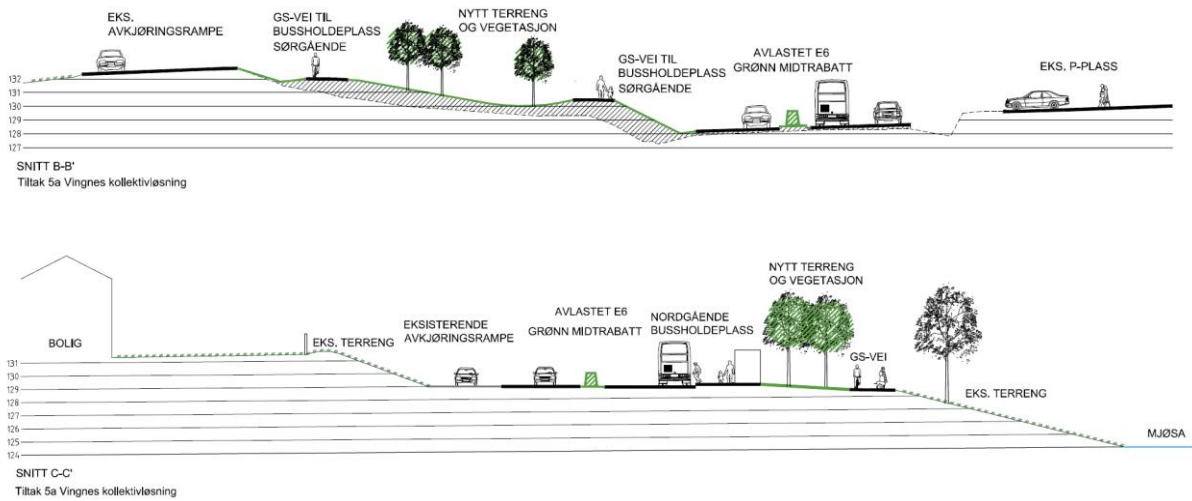 EKS.
AVKJØRINGSRAMPE
GS-VEI TIL
BUSSHOLDEPLASS
SØRGÅENDE
NYTT TERRENG
OG VEGETASJON
GS-VEI TIL
BUSSHOLDEPLASS
SØRGÅENDE
AVLASTET E6
GRØNN MIDTRABATT
EKS. P-PLASS
132
131
130
129
128
127
SNITT B-B'
Tiltak 5a Vingnes kollektivløsning
BOLIG
EKS. TERRENG
EKSISTERENDE
AVKJØRINGSRAMPE
AVLASTET E6
GRØNN MIDTRABATT
NORDGÅENDE
BUSSHOLDEPLASS
NYTT TERRENG
OG VEGETASJON
GS-VEI
EKS. TERRENG
MJØSA
131
130
129
128
127
126
125
124
SNITT C-C'
Tiltak 5a Vingnes kollektivløsning